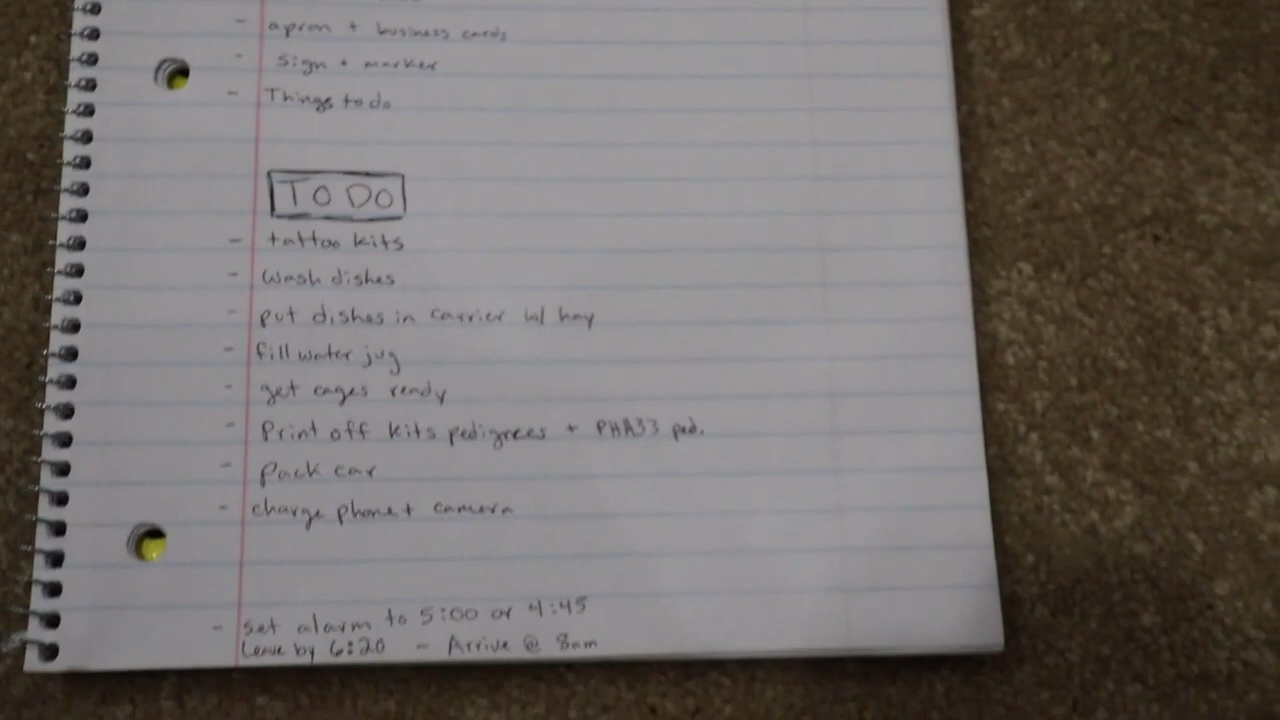 - apron + business cards
- sign + marker
- Things to do
TO DO
- tattoo kits
- wash dishes
- put dishes in carrier w/ hay
- fill water jug
- get cages ready
- Print off kits pedigrees + PHA33 ped.
- Pack car
- charge phone + camera
- set alarm to 5:00 or 4:45
Leave by 6:20 - Arrive @ 8am